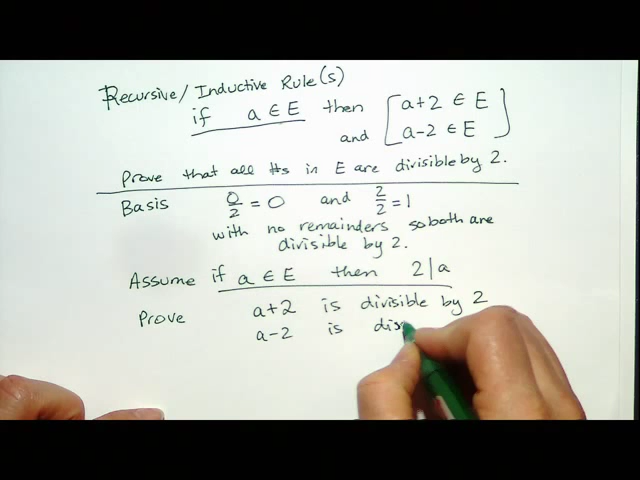 Recursive/Inductive Rule(s)
if a ∈ E then [a+2 ∈ E
and a-2 ∈ E]
Prove that all #s in E are divisible by 2.
Basis 0/2 = 0 and 2/2 = 1
with no remainders so both are
divisible by 2.
Assume if a ∈ E then 2|a
Prove a+2 is divisible by 2
a-2 is dis